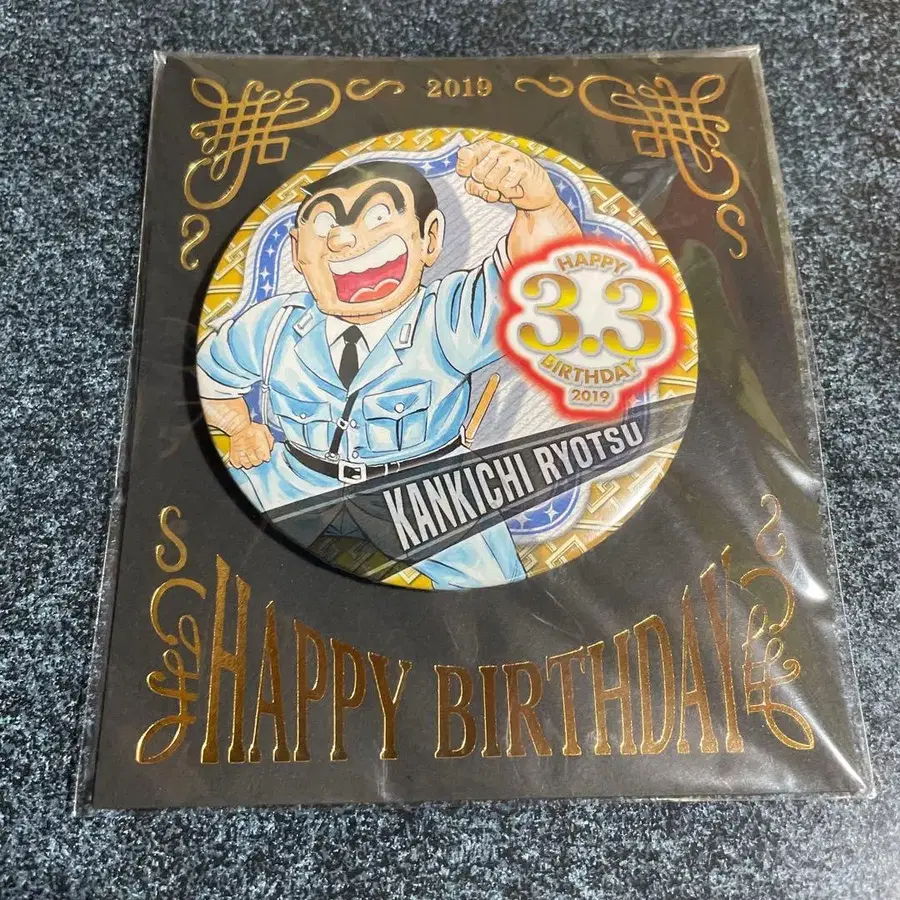 2019
HAPPY
3.3
BIRTHDAY
2019
KANKICHI RYOTSU
HAPPY BIRTHDAY